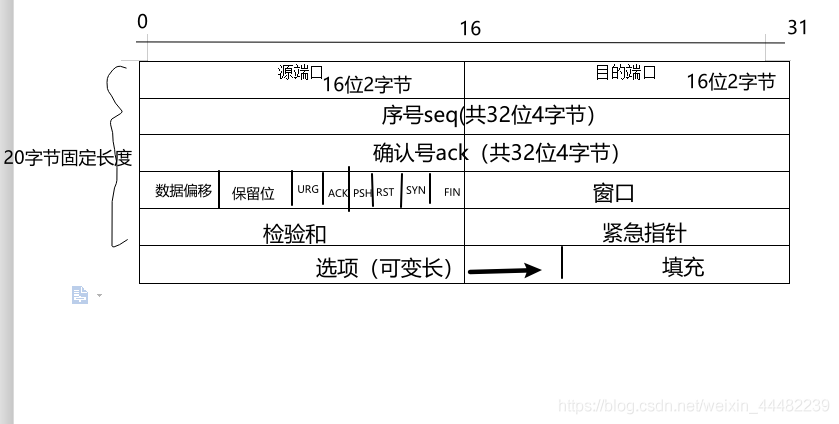 0 16 31
源端口 16位2字节 目的端口 16位2字节
序号seq(共32位4字节)
20字节固定长度 确认号ack（共32位4字节）
数据偏移 保留位 URG ACK PSH RST SYN FIN 窗口
检验和 紧急指针
选项（可变长） 填充
https://blog.csdn.net/weixin_44482239